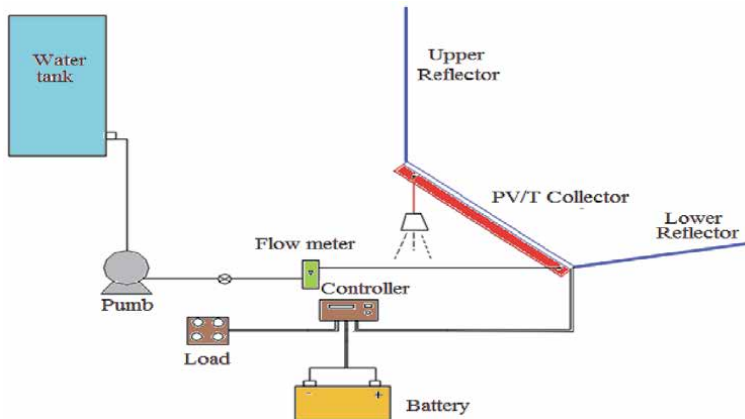 Water
tank
Upper
Reflector
PV/T Collector
Lower
Reflector
Flow meter
Controller
Pumb
Load
- +
Battery